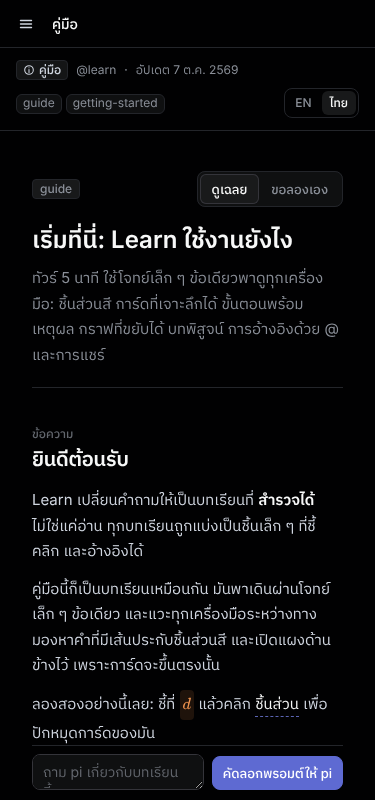 คู่มือ
คู่มือ @learn · อัปเดต 7 ต.ค. 2569
guide getting-started EN ไทย
guide ดูเฉลย ขอลองเอง
เริ่มที่นี่: Learn ใช้งานยังไง
ทัวร์ 5 นาที ใช้โจทย์เล็ก ๆ ข้อเดียวพาดูทุกเครื่อง
มือ: ชิ้นส่วนสี การ์ดที่เจาะลึกได้ ขั้นตอนพร้อม
เหตุผล กราฟที่ขยับได้ บทพิสูจน์ การอ้างอิงด้วย @
และการแชร์
ข้อความ
ยินดีต้อนรับ
Learn เปลี่ยนคำถามให้เป็นบทเรียนที่ สำรวจได้
ไม่ใช่แค่อ่าน ทุกบทเรียนถูกแบ่งเป็นชิ้นเล็ก ๆ ที่ชี้
คลิก และอ้างอิงได้
คู่มือนี้ก็เป็นบทเรียนเหมือนกัน มันพาเดินผ่านโจทย์
เล็ก ๆ ข้อเดียว และแวะทุกเครื่องมือระหว่างทาง
มองหาคำที่มีเส้นประกับชิ้นส่วนสี และเปิดแผงด้าน
ข้างไว้ เพราะการ์ดจะขึ้นตรงนั้น
ลองสองอย่างนี้เลย: ชี้ที่ d แล้วคลิก ชิ้นส่วน เพื่อ
ปักหมุดการ์ดของมัน
ถาม pi เกี่ยวกับบทเรียน
คัดลอกพรอมต์ให้ pi